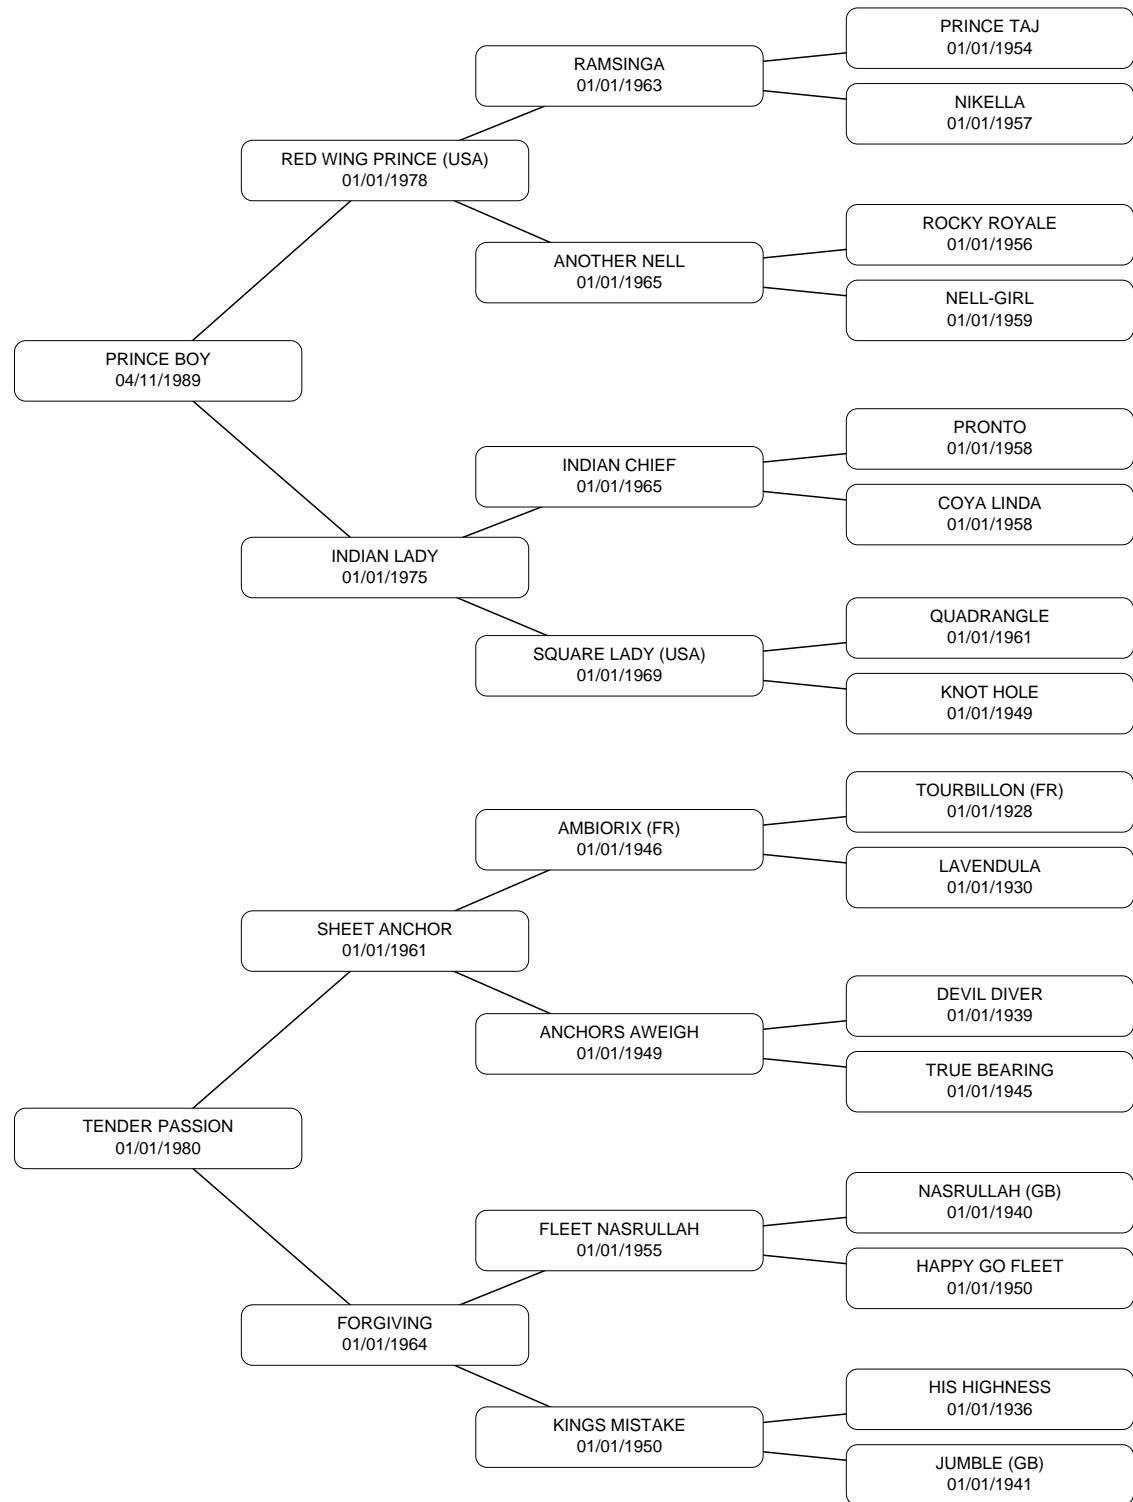 PRINCE TAJ
01/01/1954
RAMSINGA
01/01/1963
NIKELLA
01/01/1957
RED WING PRINCE (USA)
01/01/1978
ROCKY ROYALE
01/01/1956
ANOTHER NELL
01/01/1965
NELL-GIRL
01/01/1959
PRINCE BOY
04/11/1989
PRONTO
01/01/1958
INDIAN CHIEF
01/01/1965
COYA LINDA
01/01/1958
INDIAN LADY
01/01/1975
QUADRANGLE
01/01/1961
SQUARE LADY (USA)
01/01/1969
KNOT HOLE
01/01/1949
TOURBILLON (FR)
01/01/1928
AMBIORIX (FR)
01/01/1946
LAVENDULA
01/01/1930
SHEET ANCHOR
01/01/1961
DEVIL DIVER
01/01/1939
ANCHORS AWEIGH
01/01/1949
TRUE BEARING
01/01/1945
TENDER PASSION
01/01/1980
NASRULLAH (GB)
01/01/1940
FLEET NASRULLAH
01/01/1955
HAPPY GO FLEET
01/01/1950
FORGIVING
01/01/1964
HIS HIGHNESS
01/01/1936
KINGS MISTAKE
01/01/1950
JUMBLE (GB)
01/01/1941